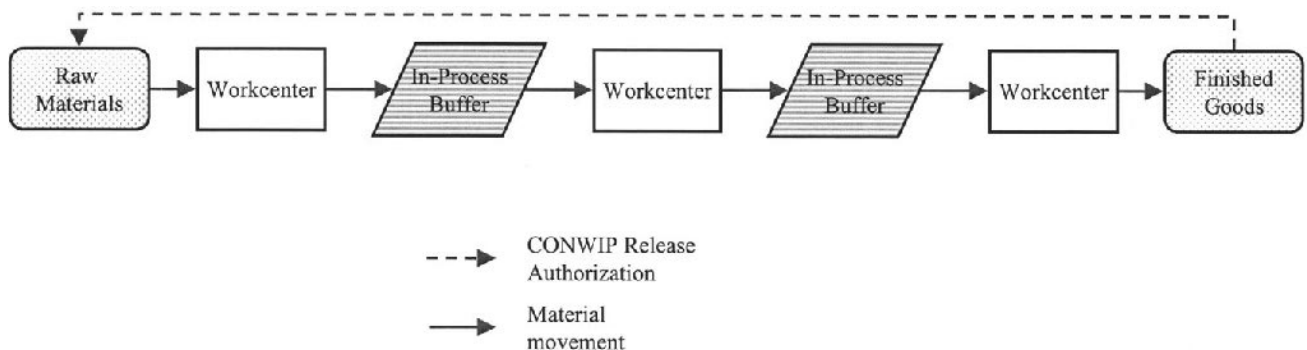 Raw
Materials
Workcenter
In-Process
Buffer
Workcenter
In-Process
Buffer
Workcenter
Finished
Goods
CONWIP Release
Authorization
Material
movement